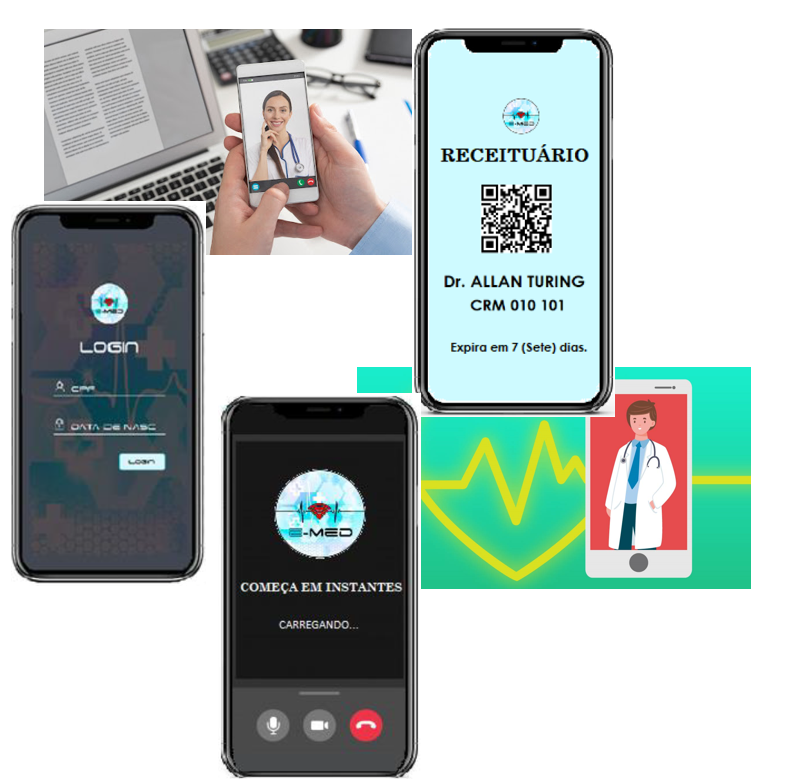 E-MED
RECEITUÁRIO
Dr. ALLAN TURING
CRM 010 101
Expira em 7 (Sete) dias.
E-MED
LOGIN
CPF
DATA DE NASC
LOGIN
E-MED
COMEÇA EM INSTANTES
CARREGANDO...